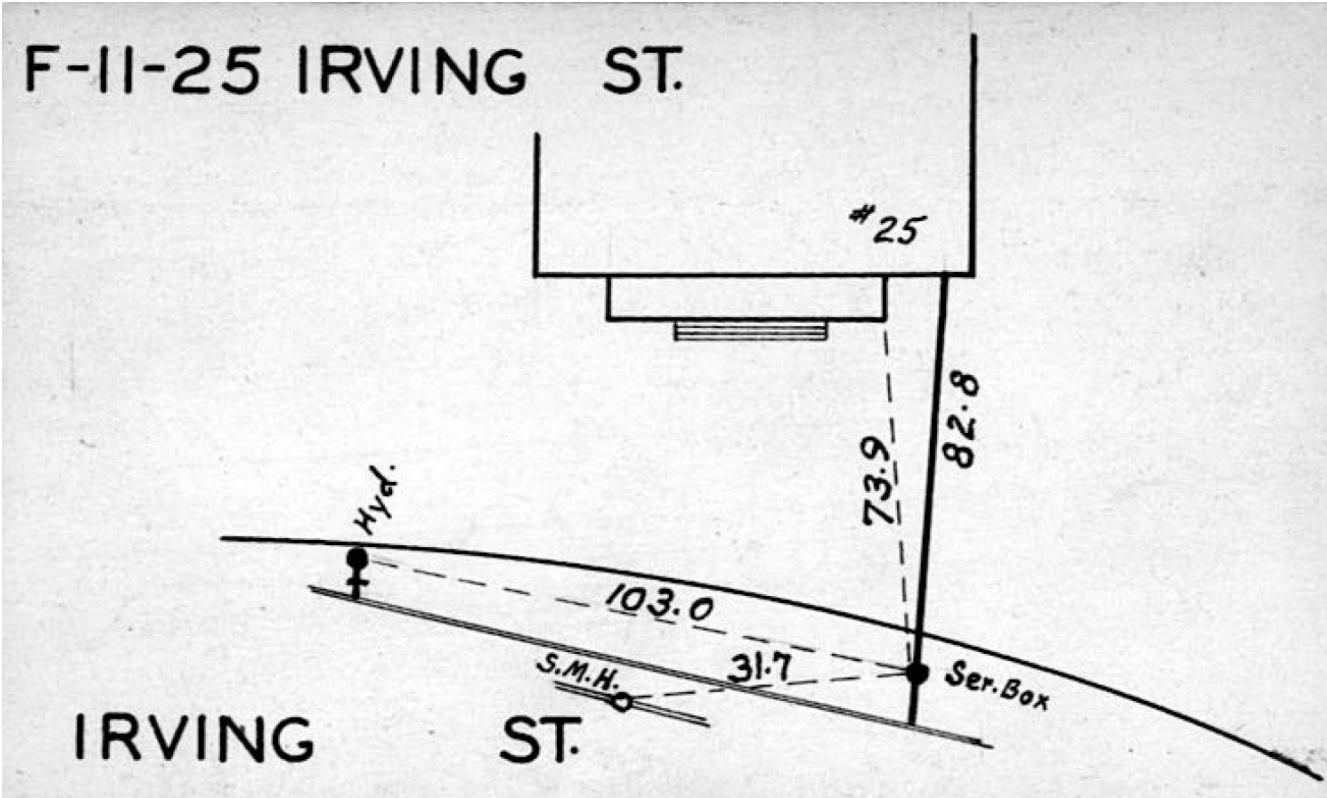 F-11-25 IRVING ST.
#25
82.8
73.9
Hyd.
103.0
31.7
S.M.H.
Ser. Box
IRVING ST.